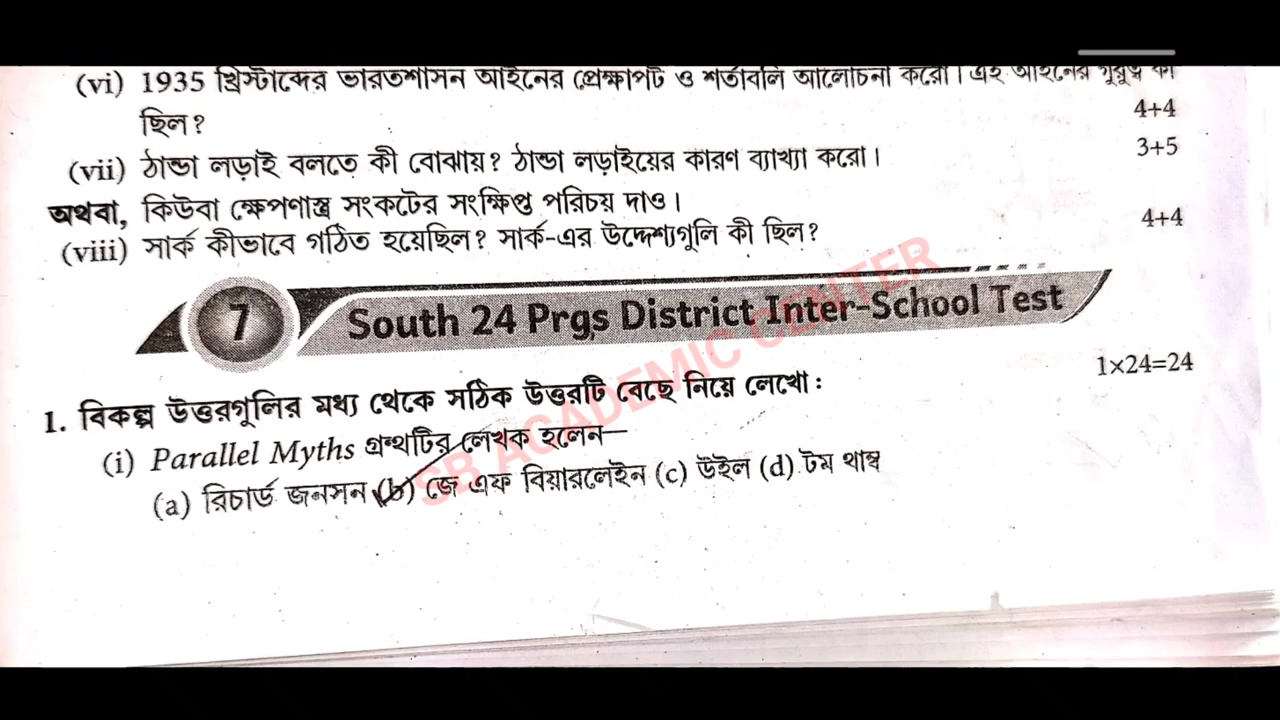 (vi) 1935 খ্রিস্টাব্দের ভারতশাসন আইনের প্রেক্ষাপট ও শর্তাবলি আলোচনা করো। এই আইনের গুরুত্ব কী
ছিল?
4+4
(vii) ঠান্ডা লড়াই বলতে কী বোঝায়? ঠান্ডা লড়াইয়ের কারণ ব্যাখ্যা করো।
3+5
অথবা, কিউবা ক্ষেপণাস্ত্র সংকটের সংক্ষিপ্ত পরিচয় দাও।
(viii) সার্ক কীভাবে গঠিত হয়েছিল? সার্ক-এর উদ্দেশ্যগুলি কী ছিল?
4+4
7 South 24 Prgs District Inter-School Test
1. বিকল্প উত্তরগুলির মধ্য থেকে সঠিক উত্তরটি বেছে নিয়ে লেখো :
1×24=24
(i) Parallel Myths গ্রন্থটির লেখক হলেন—
(a) রিচার্ড জনসন (b) জে এফ বিয়ারলেইন (c) উইল (d) টম থাম্ব
SB ACADEMIC CENTER